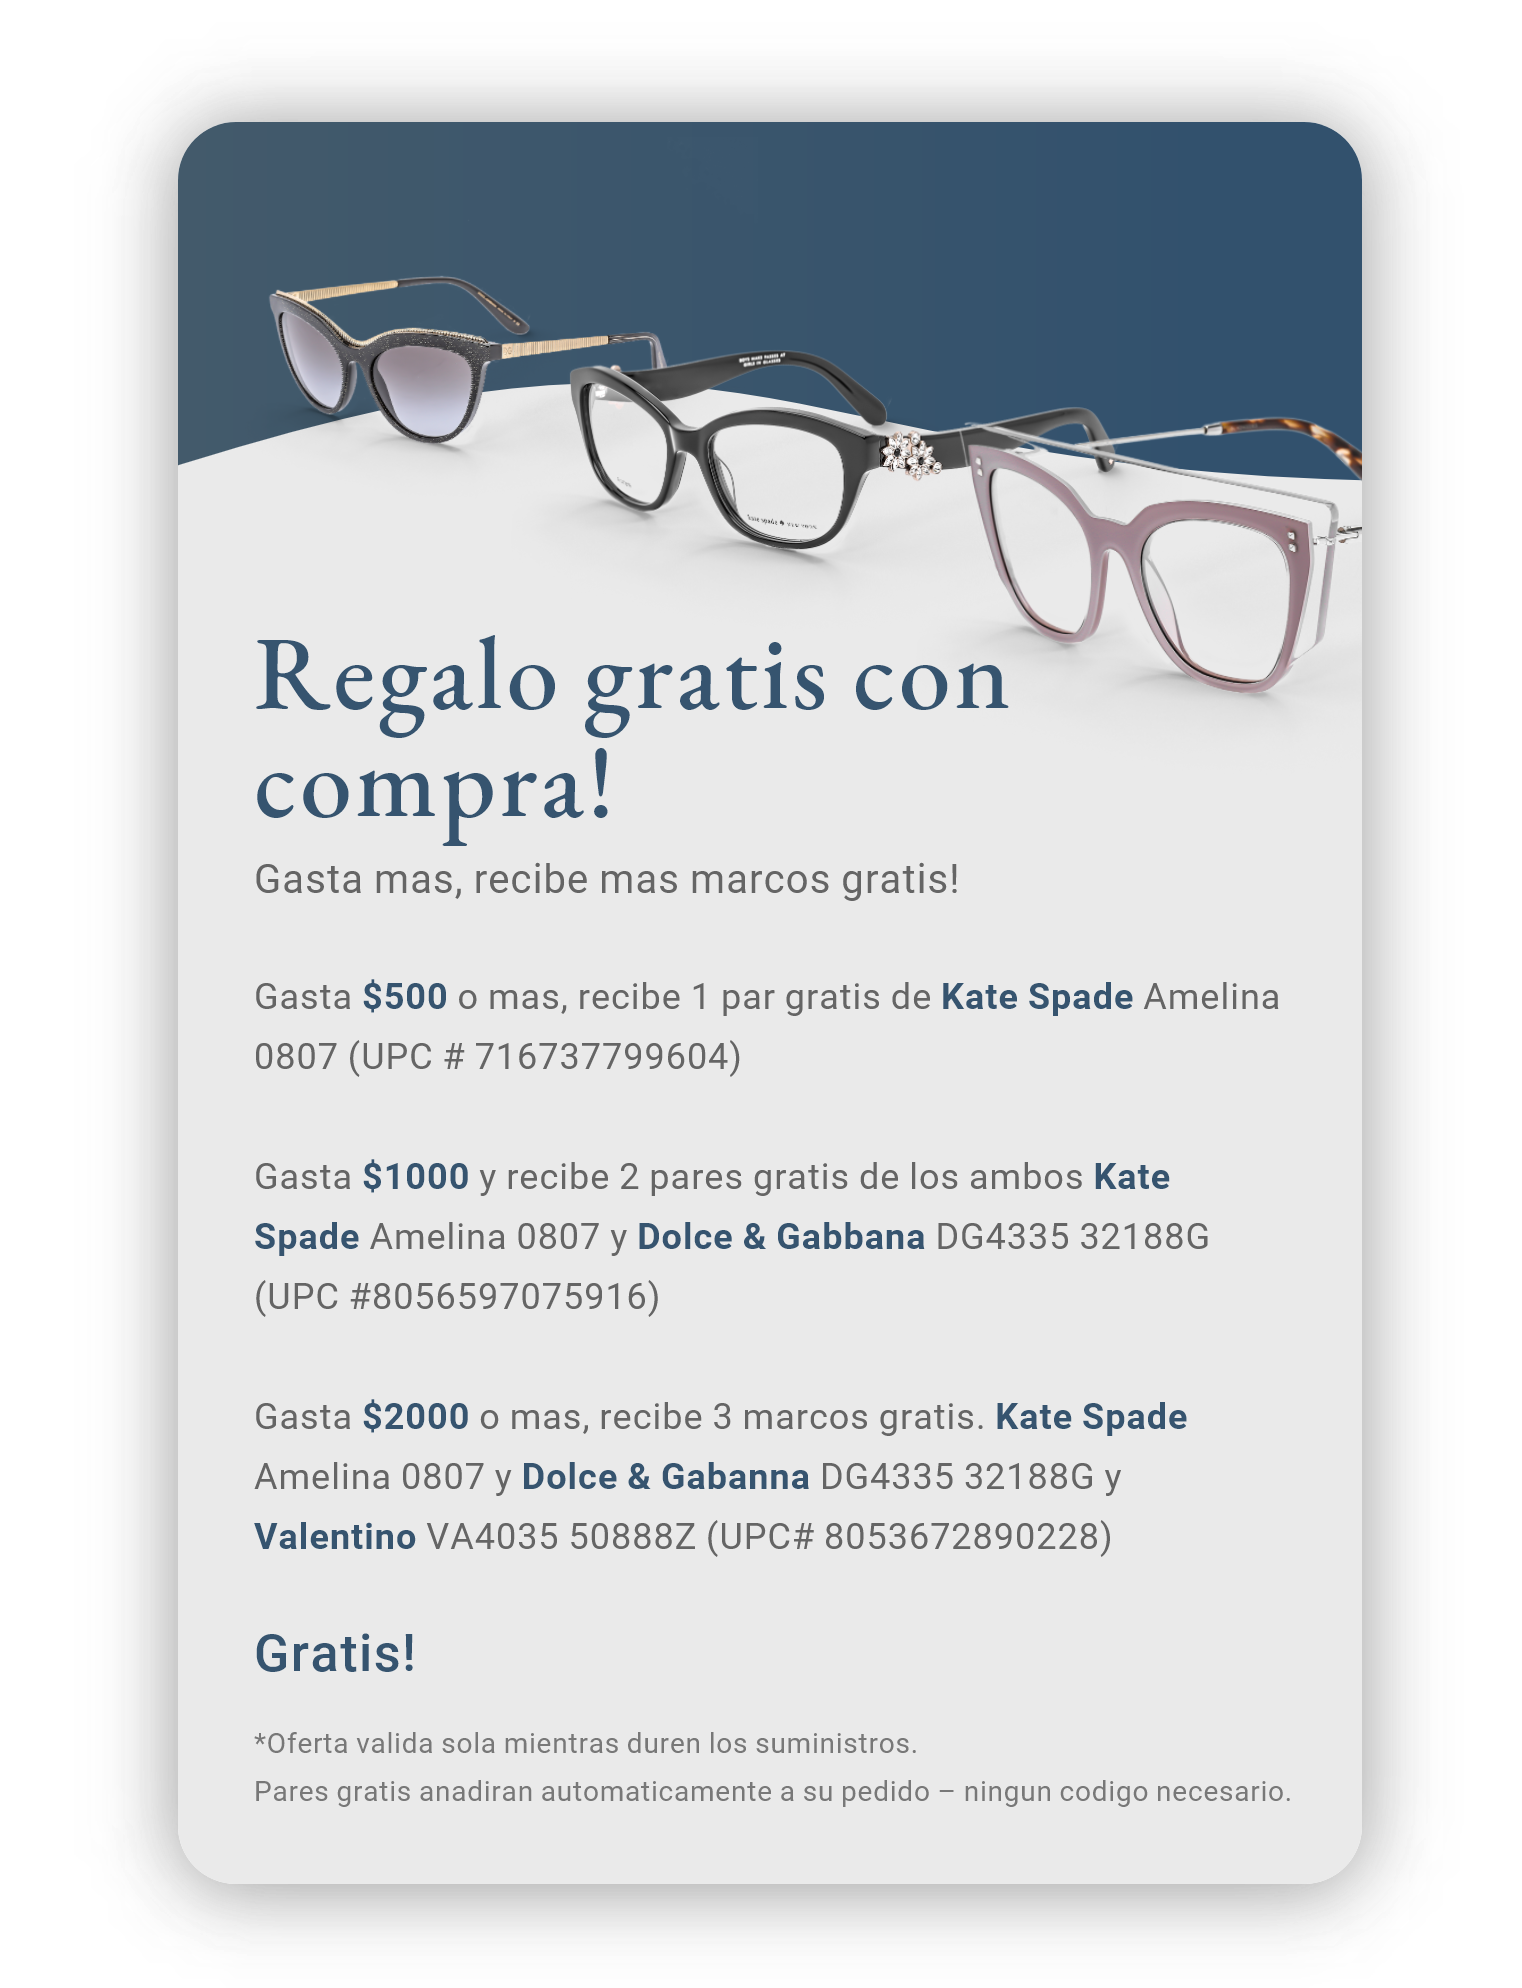 kate spade NEW YORK
Regalo gratis con
compra!
Gasta mas, recibe mas marcos gratis!
Gasta $500 o mas, recibe 1 par gratis de Kate Spade Amelina
0807 (UPC # 716737799604)
Gasta $1000 y recibe 2 pares gratis de los ambos Kate
Spade Amelina 0807 y Dolce & Gabbana DG4335 32188G
(UPC #8056597075916)
Gasta $2000 o mas, recibe 3 marcos gratis. Kate Spade
Amelina 0807 y Dolce & Gabanna DG4335 32188G y
Valentino VA4035 50888Z (UPC# 8053672890228)
Gratis!
*Oferta valida sola mientras duren los suministros.
Pares gratis anadiran automaticamente a su pedido – ningun codigo necesario.